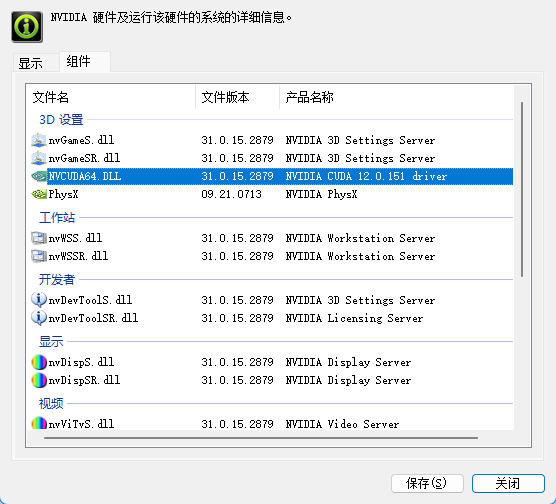 NVIDIA 硬件及运行该硬件的系统的详细信息。
显示 组件
文件名 文件版本 产品名称
3D 设置
nvGameS.dll 31.0.15.2879 NVIDIA 3D Settings Server
nvGameSR.dll 31.0.15.2879 NVIDIA 3D Settings Server
NVCUDA64.DLL 31.0.15.2879 NVIDIA CUDA 12.0.151 driver
PhysX 09.21.0713 NVIDIA PhysX
工作站
nvWSS.dll 31.0.15.2879 NVIDIA Workstation Server
nvWSSR.dll 31.0.15.2879 NVIDIA Workstation Server
开发者
nvDevToolS.dll 31.0.15.2879 NVIDIA 3D Settings Server
nvDevToolSR.dll 31.0.15.2879 NVIDIA Licensing Server
显示
nvDispS.dll 31.0.15.2879 NVIDIA Display Server
nvDispSR.dll 31.0.15.2879 NVIDIA Display Server
视频
nvViTvS.dll 31.0.15.2879 NVIDIA Video Server
保存(S) 关闭